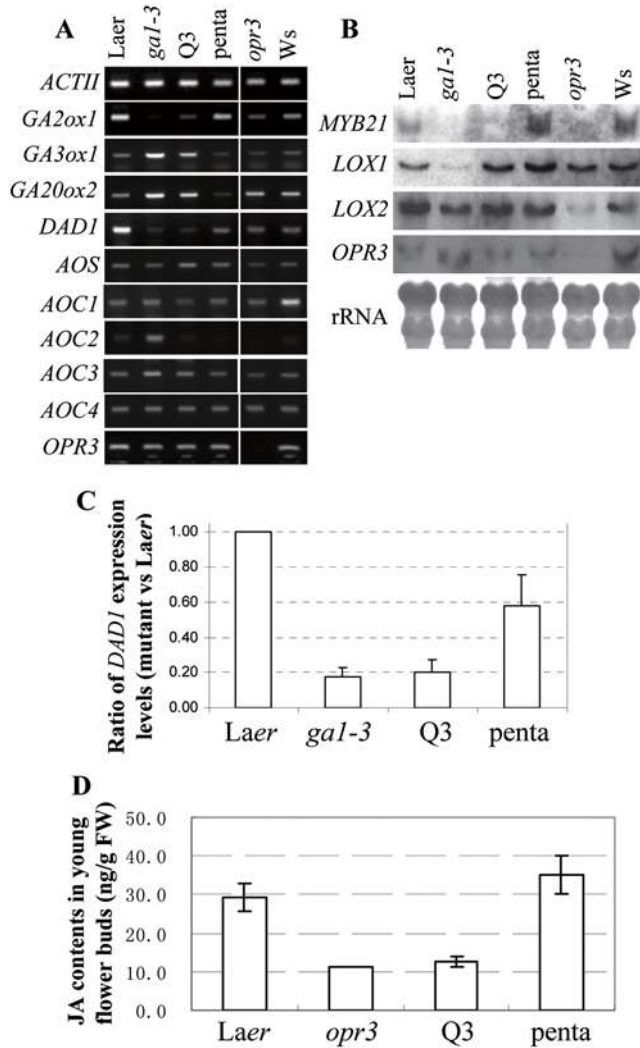 A
Laer gal-3 Q3 penta opr3 Ws
ACTII
GA2ox1
GA3ox1
GA20ox2
DAD1
AOS
AOC1
AOC2
AOC3
AOC4
OPR3
B
Laer gal-3 Q3 penta opr3 Ws
MYB21
LOX1
LOX2
OPR3
rRNA
C
Ratio of DAD1 expression
levels (mutant vs Laer)
1.00
0.80
0.60
0.40
0.20
0.00
Laer gal-3 Q3 penta
D
JA contents in young
flower buds (ng/g FW)
50.0
40.0
30.0
20.0
10.0
0.0
Laer opr3 Q3 penta